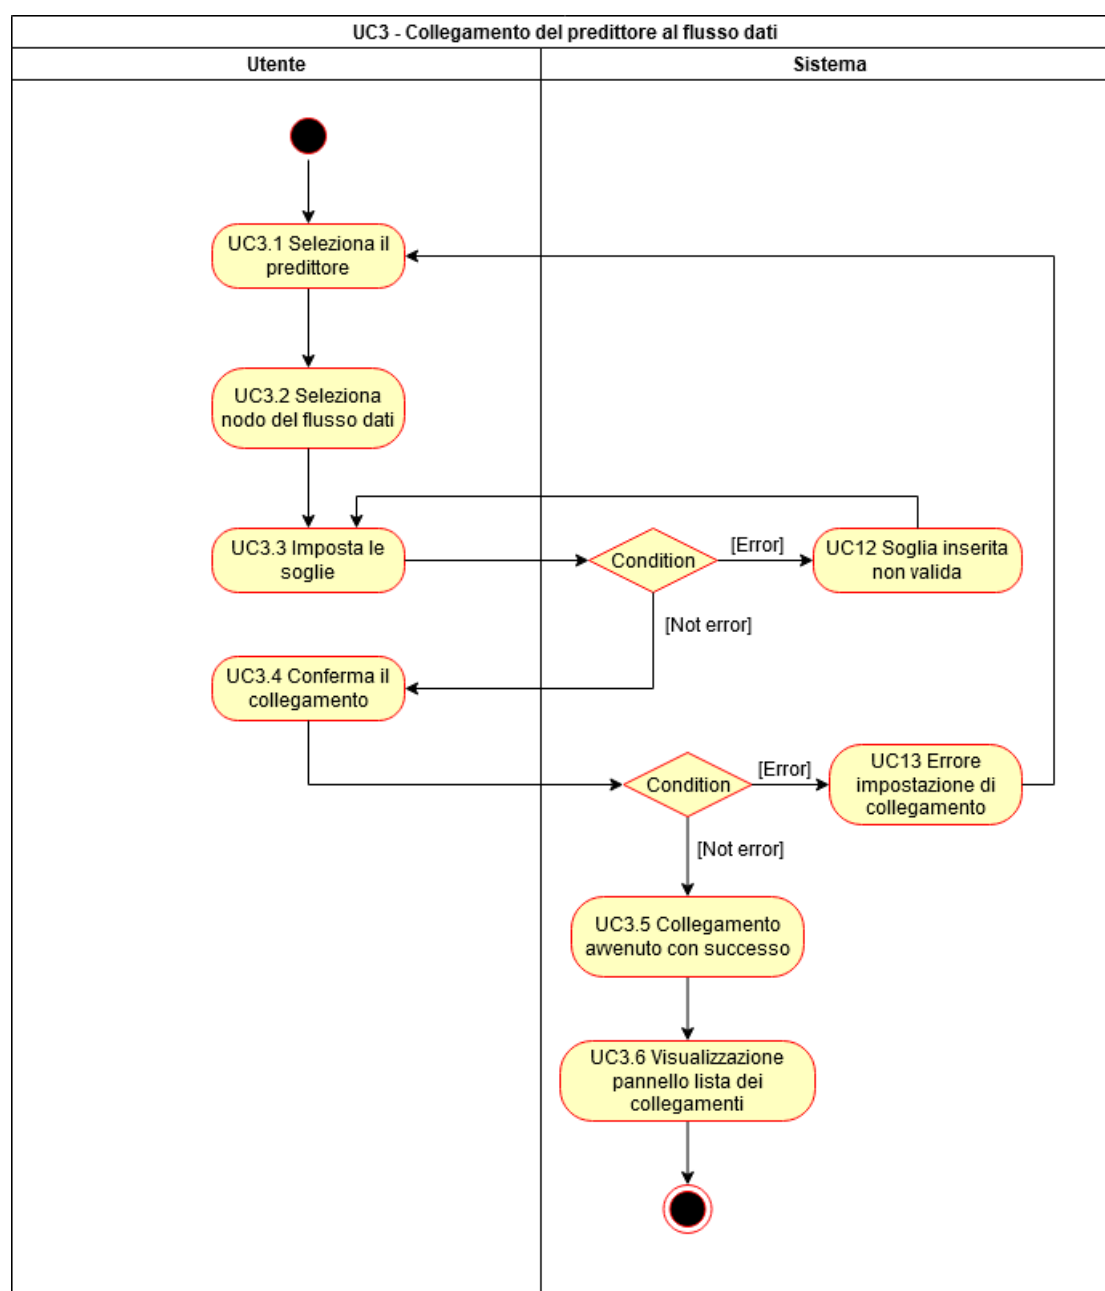 UC3 - Collegamento del predittore al flusso dati
Utente
Sistema
UC3.1 Seleziona il
predittore
UC3.2 Seleziona
nodo del flusso dati
UC3.3 Imposta le
soglie
Condition
[Error]
UC12 Soglia inserita
non valida
[Not error]
UC3.4 Conferma il
collegamento
Condition
[Error]
UC13 Errore
impostazione di
collegamento
[Not error]
UC3.5 Collegamento
avvenuto con successo
UC3.6 Visualizzazione
pannello lista dei
collegamenti